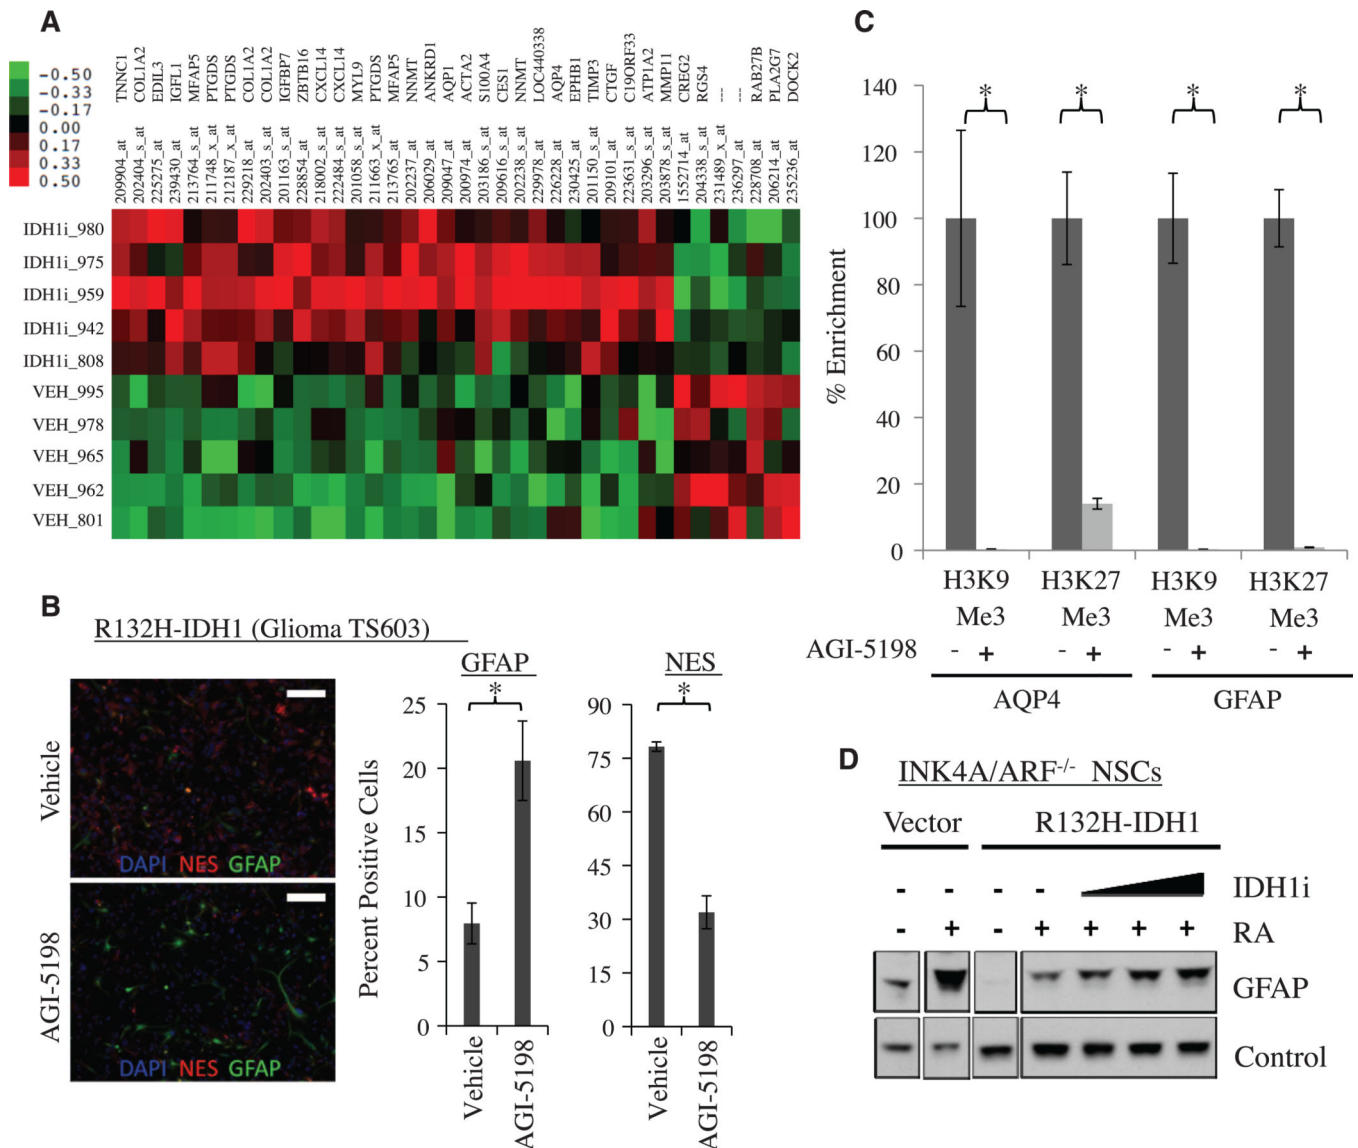 A
-0.50
-0.33
-0.17
0.00
0.17
0.33
0.50
TNNC1 COL1A2 EDIL3 IGFL1 MFAP5 PTGDS PTGDS COL1A2 COL1A2 IGFBP7 ZBTB16 CXCL14 CXCL14 MYL9 PTGDS MFAP5 NNMT ANKRD1 AQP1 ACTA2 S100A4 CES1 NNMT LOC440338 AQP4 EPHB1 TIMP3 CTGF C19ORF33 ATP1A2 MMP11 CREG2 RGS4 --- --- RAB27B PLA2G7 DOCK2
209904_at 202404_s_at 225275_at 239430_at 213764_s_at 211748_x_at 212187_x_at 229218_at 202403_s_at 201163_s_at 228854_at 218002_s_at 222484_s_at 201058_s_at 211663_x_at 213765_at 202237_at 206029_at 209047_at 200974_at 203186_s_at 209616_s_at 202238_s_at 229978_at 226228_at 230425_at 201150_s_at 209101_at 223631_s_at 203296_s_at 203878_s_at 1552714_at 204338_s_at 231489_x_at 236297_at 228708_at 206214_at 235236_at
IDH1i_980
IDH1i_975
IDH1i_959
IDH1i_942
IDH1i_808
VEH_995
VEH_978
VEH_965
VEH_962
VEH_801
B
R132H-IDH1 (Glioma TS603)
Vehicle
DAPI NES GFAP
AGI-5198
DAPI NES GFAP
GFAP
*
Percent Positive Cells
25
20
15
10
5
0
Vehicle AGI-5198
NES
*
90
75
60
45
30
15
0
Vehicle AGI-5198
C
% Enrichment
140
120
100
80
60
40
20
0
* * * *
H3K9 H3K27 H3K9 H3K27
Me3 Me3 Me3 Me3
AGI-5198 - + - + - + - +
AQP4 GFAP
D
INK4A/ARF-/- NSCs
Vector R132H-IDH1
- - - - IDH1i
- + - + + + + RA
GFAP
Control